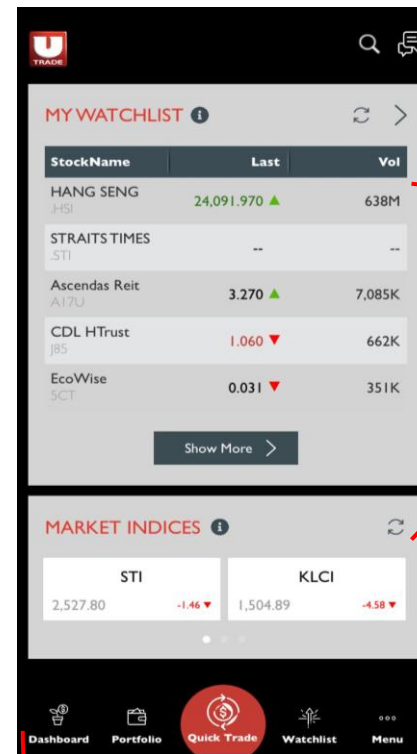 U
TRADE
MY WATCHLIST i
StockName Last Vol
HANG SENG
.HSI
24,091.970 ▲ 638M
STRAITS TIMES
.STI
-- --
Ascendas Reit
A17U
3.270 ▲ 7,085K
CDL HTrust
J85
1.060 ▼ 662K
EcoWise
5CT
0.031 ▼ 351K
Show More >
MARKET INDICES i
STI KLCI
2,527.80 -1.46 ▼ 1,504.89 -4.58 ▼
Dashboard Portfolio Quick Trade Watchlist Menu